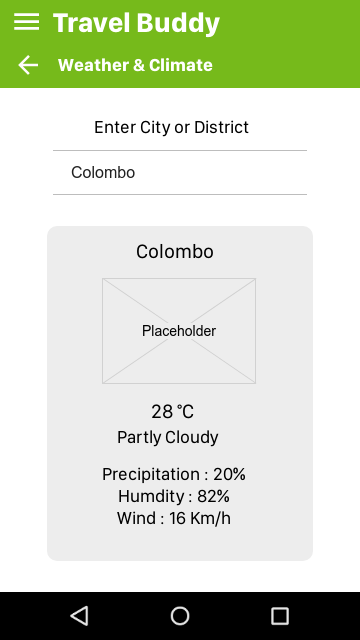 Travel Buddy
Weather & Climate
Enter City or District
Colombo
Colombo
Placeholder
28 °C
Partly Cloudy
Precipitation : 20%
Humdity : 82%
Wind : 16 Km/h